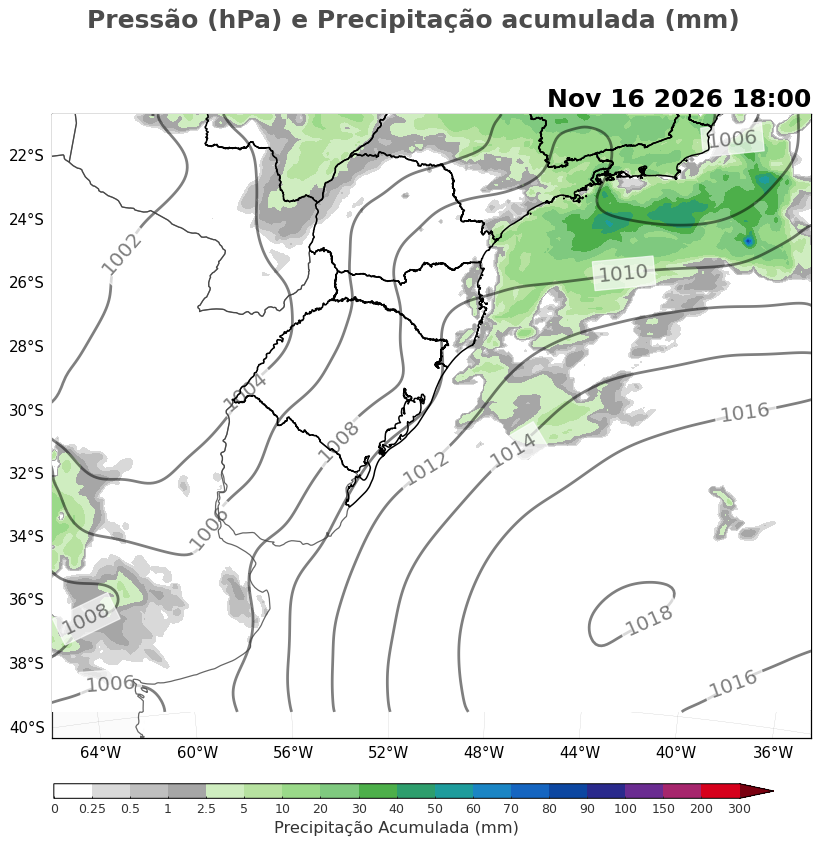 Pressão (hPa) e Precipitação acumulada (mm)
Nov 16 2026 18:00
1006
22°S
24°S
1002
1010
26°S
28°S
1004
30°S
1016
1008
1014
1012
32°S
1006
34°S
36°S
1008
1018
38°S
1006
1016
40°S
64°W 60°W 56°W 52°W 48°W 44°W 40°W 36°W
0 0.25 0.5 1 2.5 5 10 20 30 40 50 60 70 80 90 100 150 200 300
Precipitação Acumulada (mm)